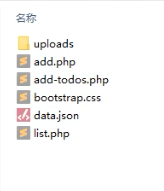 名称
uploads
add.php
add-todos.php
bootstrap.css
data.json
list.php